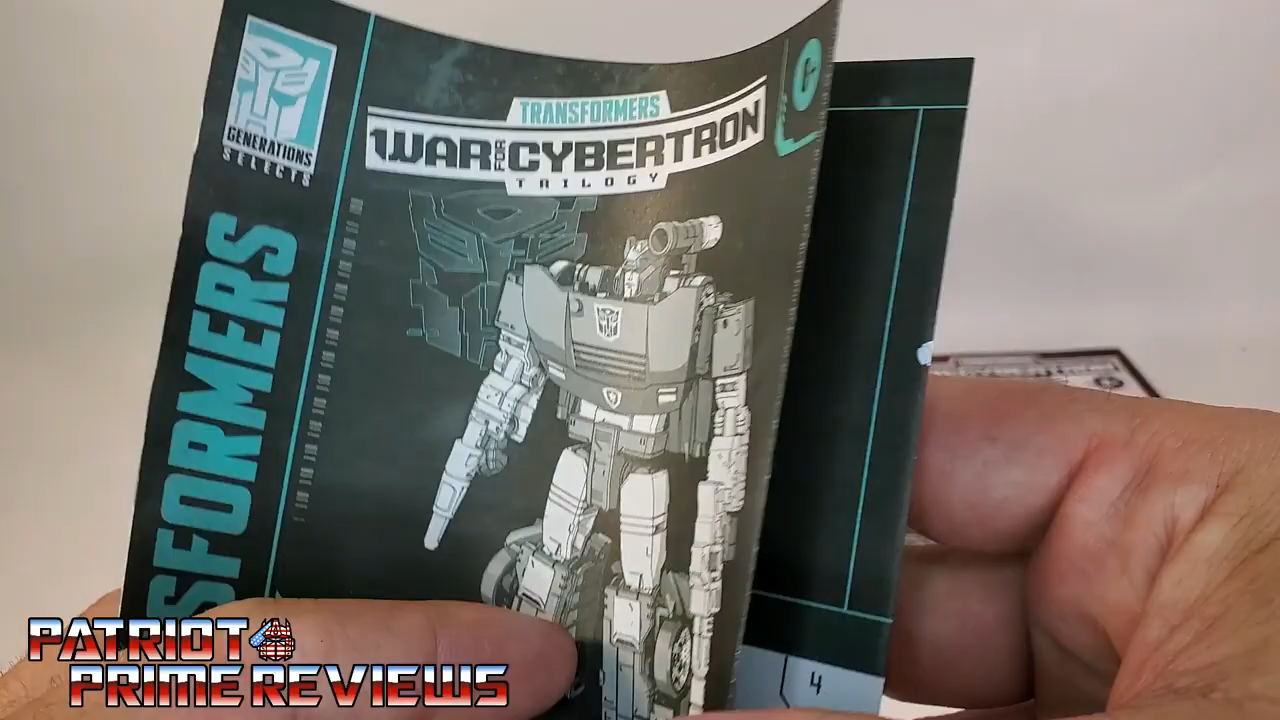 GENERATIONS
SELECTS
TRANSFORMERS
WAR FOR CYBERTRON
TRILOGY
SFORMERS
4
PATRIOT
PRIME REVIEWS